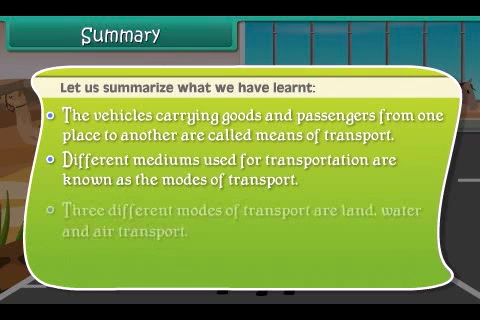 Summary
Let us summarize what we have learnt:
The vehicles carrying goods and passengers from one
place to another are called means of transport.
Different mediums used for transportation are
known as the modes of transport.
Three different modes of transport are land, water
and air transport.